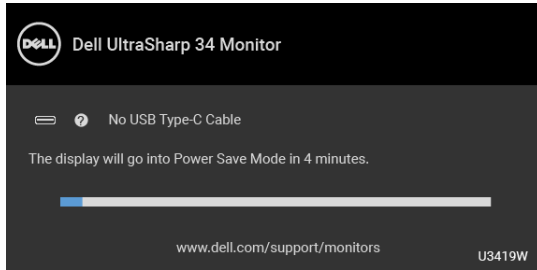 DELL
Dell UltraSharp 34 Monitor
? No USB Type-C Cable
The display will go into Power Save Mode in 4 minutes.
www.dell.com/support/monitors
U3419W